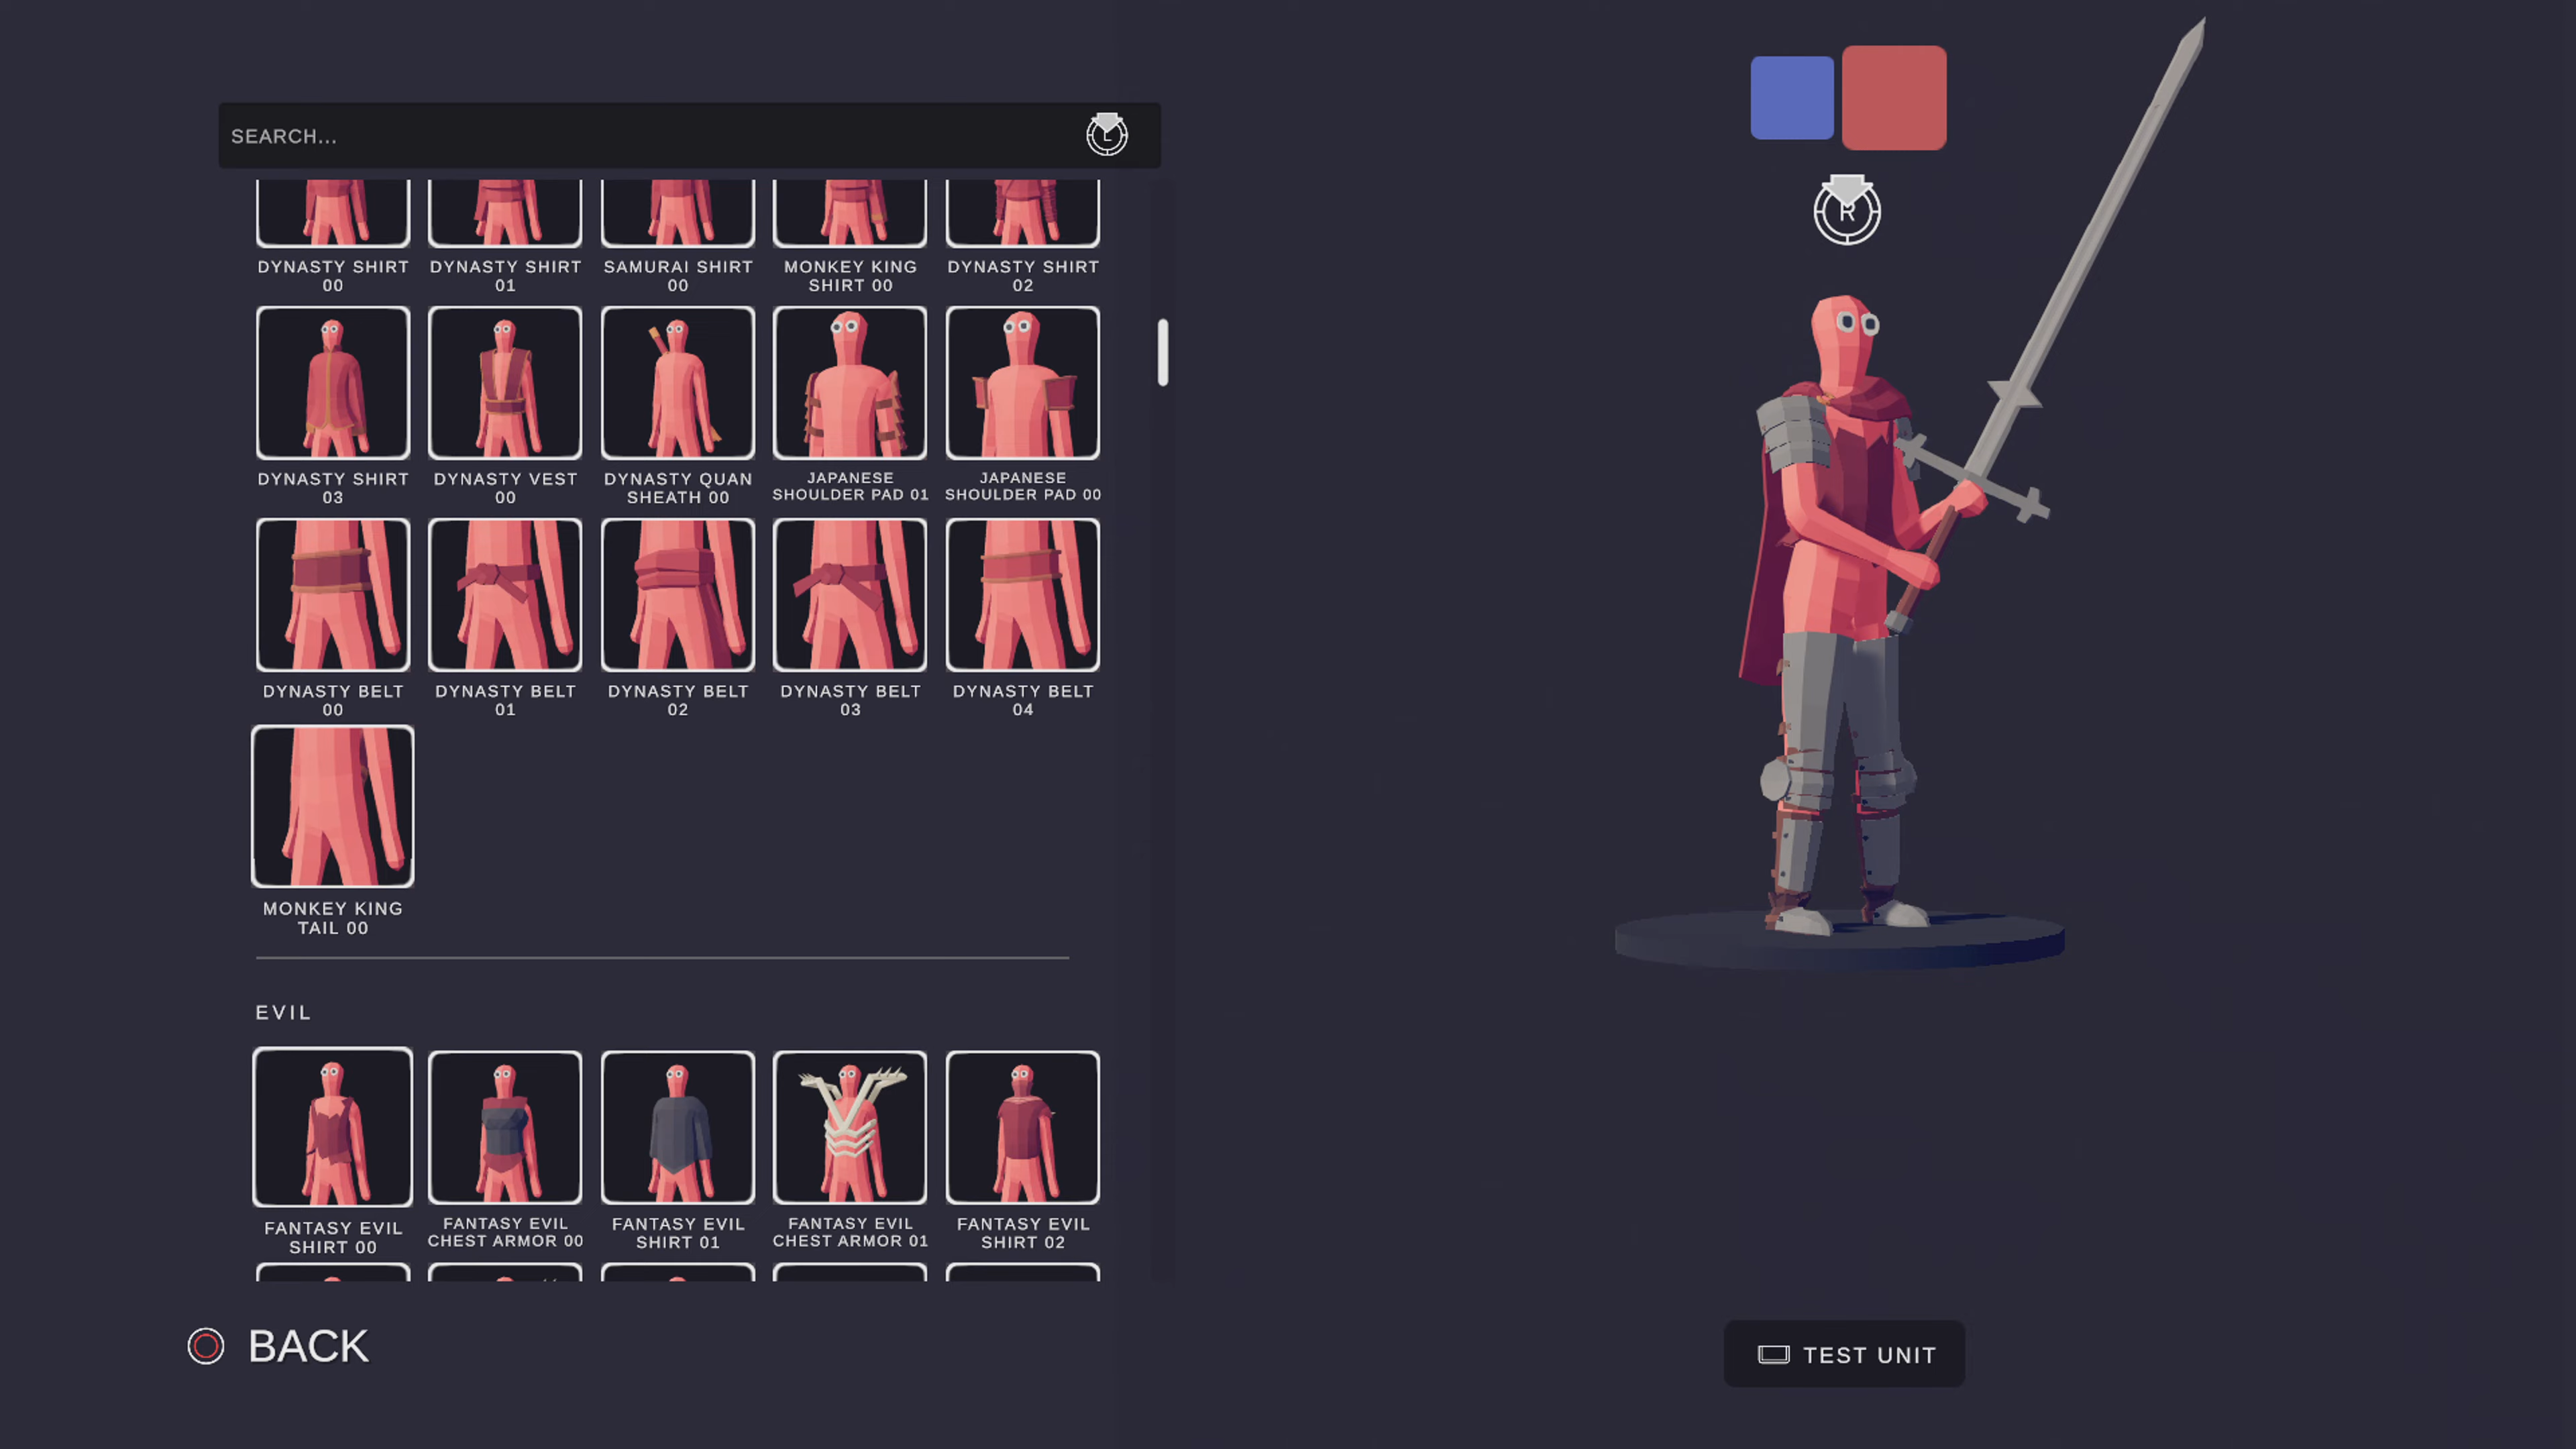 SEARCH...
L
R
DYNASTY SHIRT
00
DYNASTY SHIRT
01
SAMURAI SHIRT
00
MONKEY KING
SHIRT 00
DYNASTY SHIRT
02
DYNASTY SHIRT
03
DYNASTY VEST
00
DYNASTY QUAN
SHEATH 00
JAPANESE
SHOULDER PAD 01
JAPANESE
SHOULDER PAD 00
DYNASTY BELT
00
DYNASTY BELT
01
DYNASTY BELT
02
DYNASTY BELT
03
DYNASTY BELT
04
MONKEY KING
TAIL 00
EVIL
FANTASY EVIL
SHIRT 00
FANTASY EVIL
CHEST ARMOR 00
FANTASY EVIL
SHIRT 01
FANTASY EVIL
CHEST ARMOR 01
FANTASY EVIL
SHIRT 02
BACK
TEST UNIT